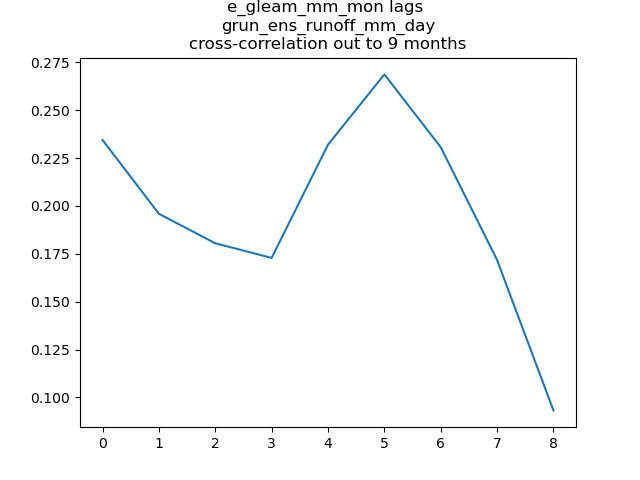 e_gleam_mm_mon lags
grun_ens_runoff_mm_day
cross-correlation out to 9 months
0.275
0.250
0.225
0.200
0.175
0.150
0.125
0.100
0 1 2 3 4 5 6 7 8